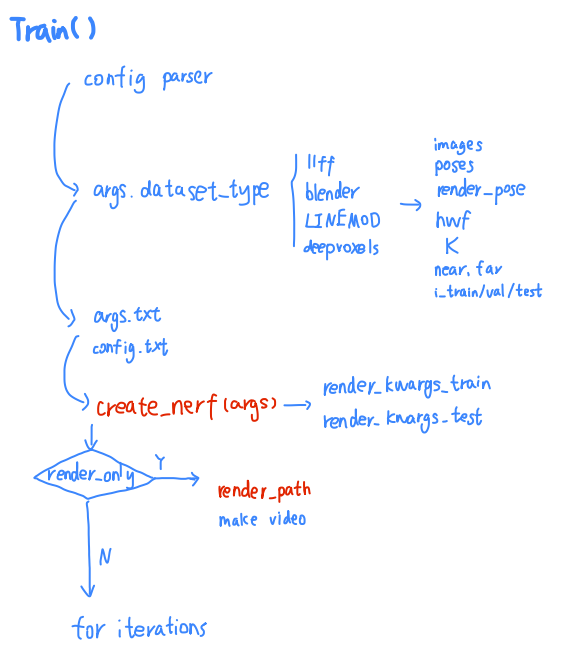 Train()
config parser
args.dataset_type
llff
blender
LINEMOD
deepvoxels
images
poses
render_pose
hwf
K
near, far
i_train/val/test
args.txt
config.txt
create_nerf(args)
render_kwargs_train
render_kwargs_test
render_only
Y
render_path
make video
N
for iterations